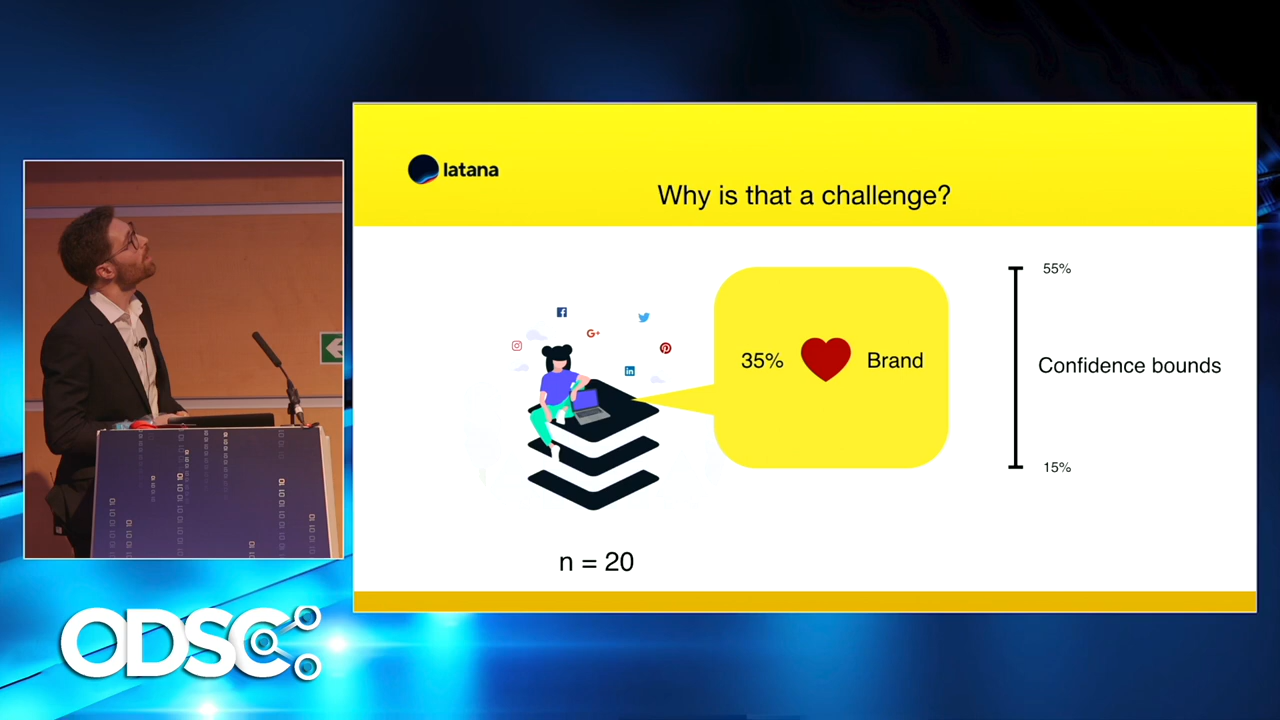 latana
Why is that a challenge?
55%
35% Brand
Confidence bounds
15%
n = 20
ODSC